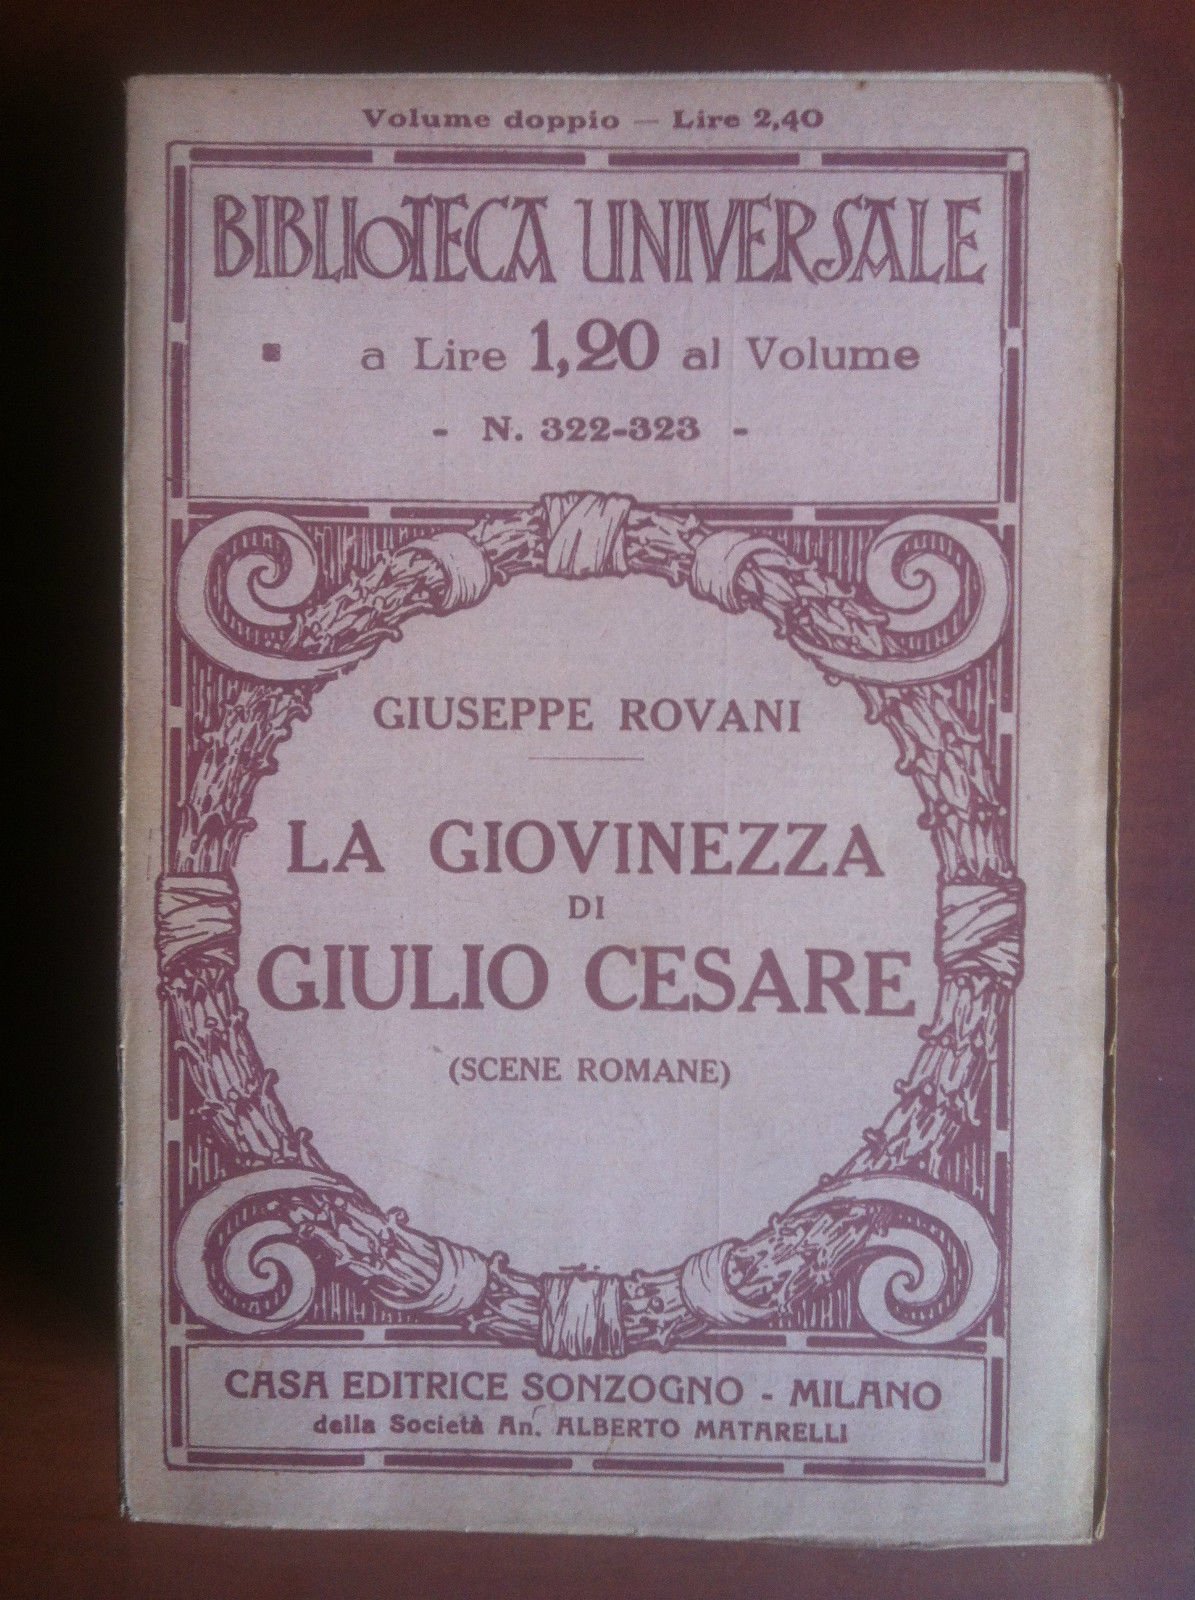 Volume doppio — Lire 2,40
BIBLIOTECA UNIVERSALE
a Lire 1,20 al Volume
- N. 322-323 -
GIUSEPPE ROVANI
LA GIOVINEZZA
DI
GIULIO CESARE
(SCENE ROMANE)
CASA EDITRICE SONZOGNO - MILANO
della Società An. ALBERTO MATARELLI